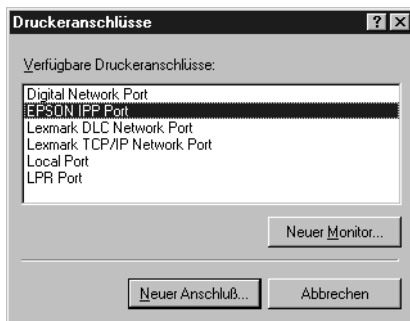 Druckeranschlüsse
Verfügbare Druckeranschlüsse:
Digital Network Port
EPSON IPP Port
Lexmark DLC Network Port
Lexmark TCP/IP Network Port
Local Port
LPR Port
Neuer Monitor...
Neuer Anschluß... Abbrechen